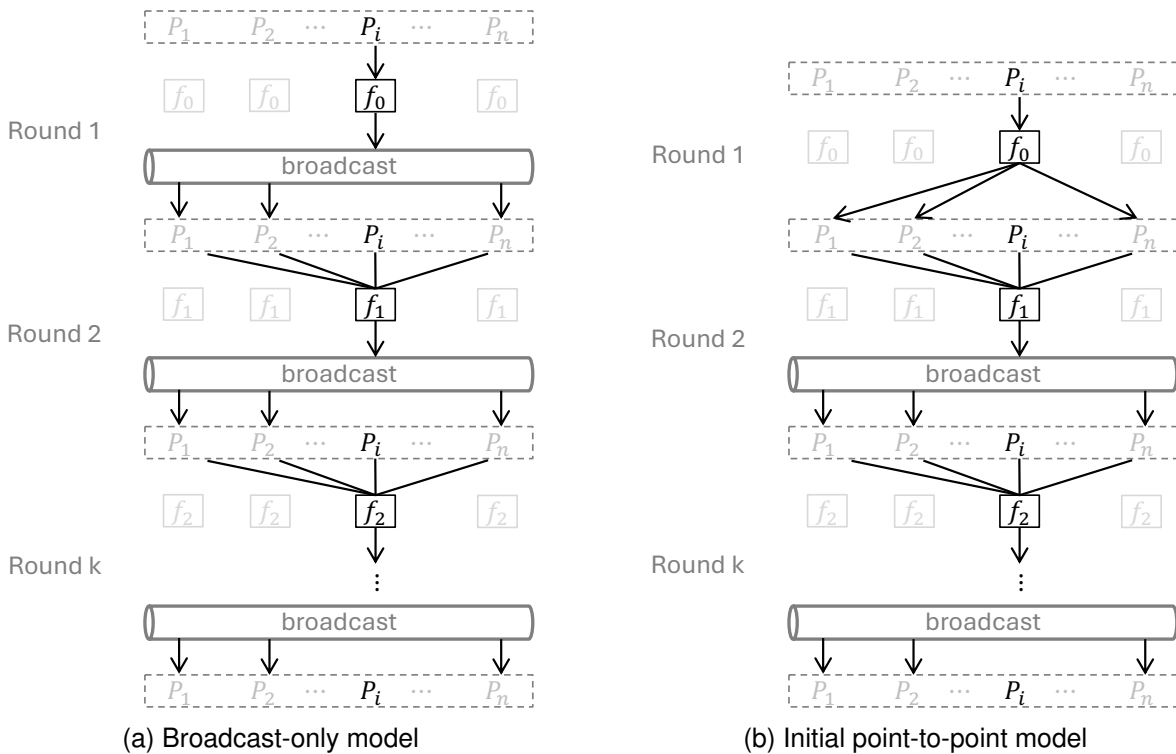 P₁ P₂ ⋯ Pᵢ ⋯ Pₙ
f₀ f₀ f₀ f₀
Round 1
broadcast
P₁ P₂ ⋯ Pᵢ ⋯ Pₙ
f₁ f₁ f₁ f₁
Round 2
broadcast
P₁ P₂ ⋯ Pᵢ ⋯ Pₙ
f₂ f₂ f₂ f₂
Round k
⋮
broadcast
P₁ P₂ ⋯ Pᵢ ⋯ Pₙ
(a) Broadcast-only model
P₁ P₂ ⋯ Pᵢ ⋯ Pₙ
f₀ f₀ f₀ f₀
Round 1
P₁ P₂ ⋯ Pᵢ ⋯ Pₙ
f₁ f₁ f₁ f₁
Round 2
broadcast
P₁ P₂ ⋯ Pᵢ ⋯ Pₙ
f₂ f₂ f₂ f₂
Round k
⋮
broadcast
P₁ P₂ ⋯ Pᵢ ⋯ Pₙ
(b) Initial point-to-point model